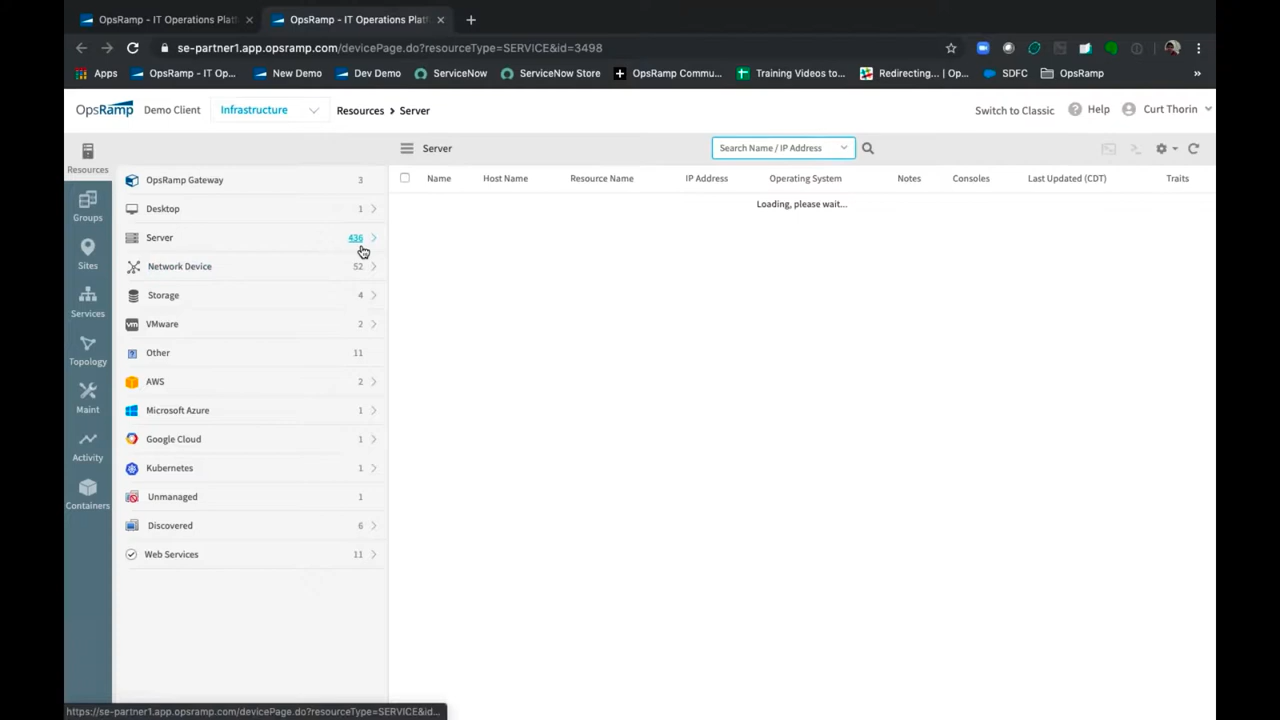 OpsRamp - IT Operations Platf
OpsRamp - IT Operations Platf
se-partner1.app.opsramp.com/devicePage.do?resourceType=SERVICE&id=3498
Apps
OpsRamp - IT Op...
New Demo
Dev Demo
ServiceNow
ServiceNow Store
OpsRamp Commu...
Training Videos to...
Redirecting... | Op...
SDFC
OpsRamp
»
OpsRamp
Demo Client
Infrastructure
Resources > Server
Switch to Classic
Help
Curt Thorin
Resources
Groups
Sites
Services
Topology
Maint
Activity
Containers
OpsRamp Gateway 3
Desktop 1
Server 436
Network Device 52
Storage 4
vm VMware 2
Other 11
AWS 2
Microsoft Azure 1
Google Cloud 1
Kubernetes 1
Unmanaged 1
Discovered 6
Web Services 11
Server
Search Name / IP Address
Name Host Name Resource Name IP Address Operating System Notes Consoles Last Updated (CDT) Traits
Loading, please wait...
https://se-partner1.app.opsramp.com/devicePage.do?resourceType=SERVICE&id...